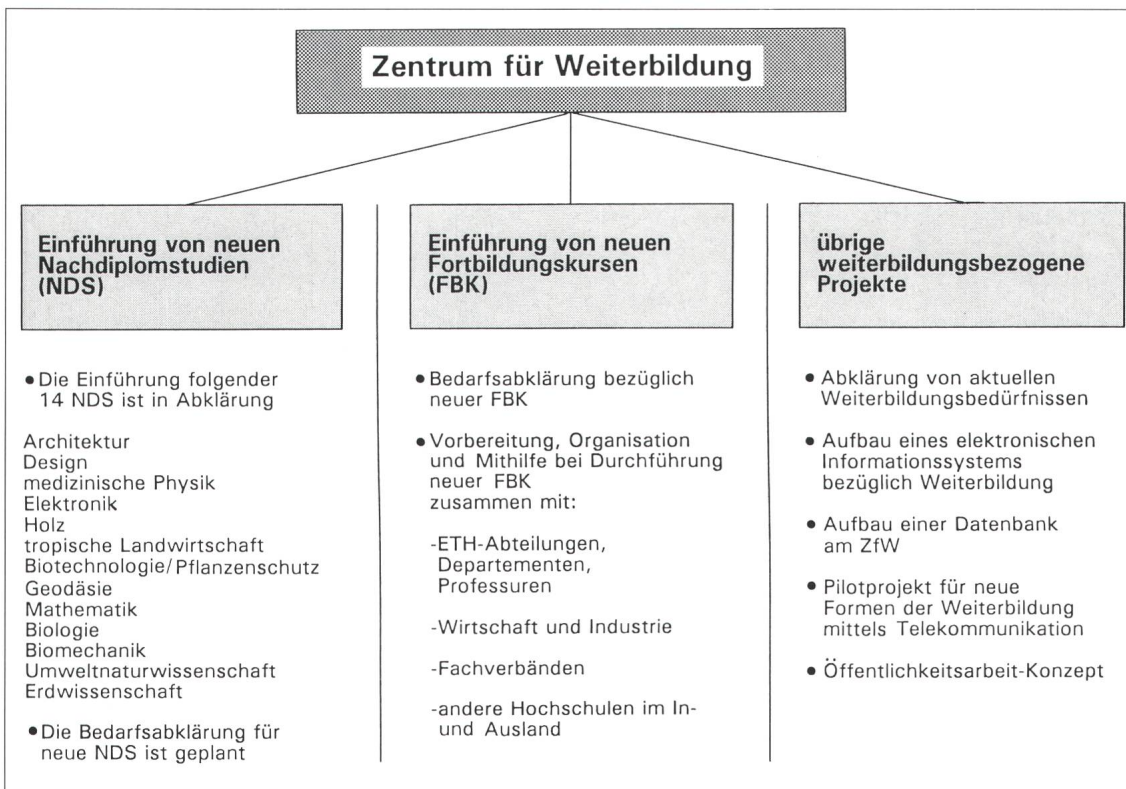 Zentrum für Weiterbildung
Einführung von neuen
Nachdiplomstudien
(NDS)
• Die Einführung folgender
14 NDS ist in Abklärung
Architektur
Design
medizinische Physik
Elektronik
Holz
tropische Landwirtschaft
Biotechnologie/Pflanzenschutz
Geodäsie
Mathematik
Biologie
Biomechanik
Umweltnaturwissenschaft
Erdwissenschaft
• Die Bedarfsabklärung für
neue NDS ist geplant
Einführung von neuen
Fortbildungskursen
(FBK)
• Bedarfsabklärung bezüglich
neuer FBK
• Vorbereitung, Organisation
und Mithilfe bei Durchführung
neuer FBK
zusammen mit:
-ETH-Abteilungen,
Departementen,
Professuren
-Wirtschaft und Industrie
-Fachverbänden
-andere Hochschulen im In-
und Ausland
übrige
weiterbildungsbezogene
Projekte
• Abklärung von aktuellen
Weiterbildungsbedürfnissen
• Aufbau eines elektronischen
Informationssystems
bezüglich Weiterbildung
• Aufbau einer Datenbank
am ZfW
• Pilotprojekt für neue
Formen der Weiterbildung
mittels Telekommunikation
• Öffentlichkeitsarbeit-Konzept